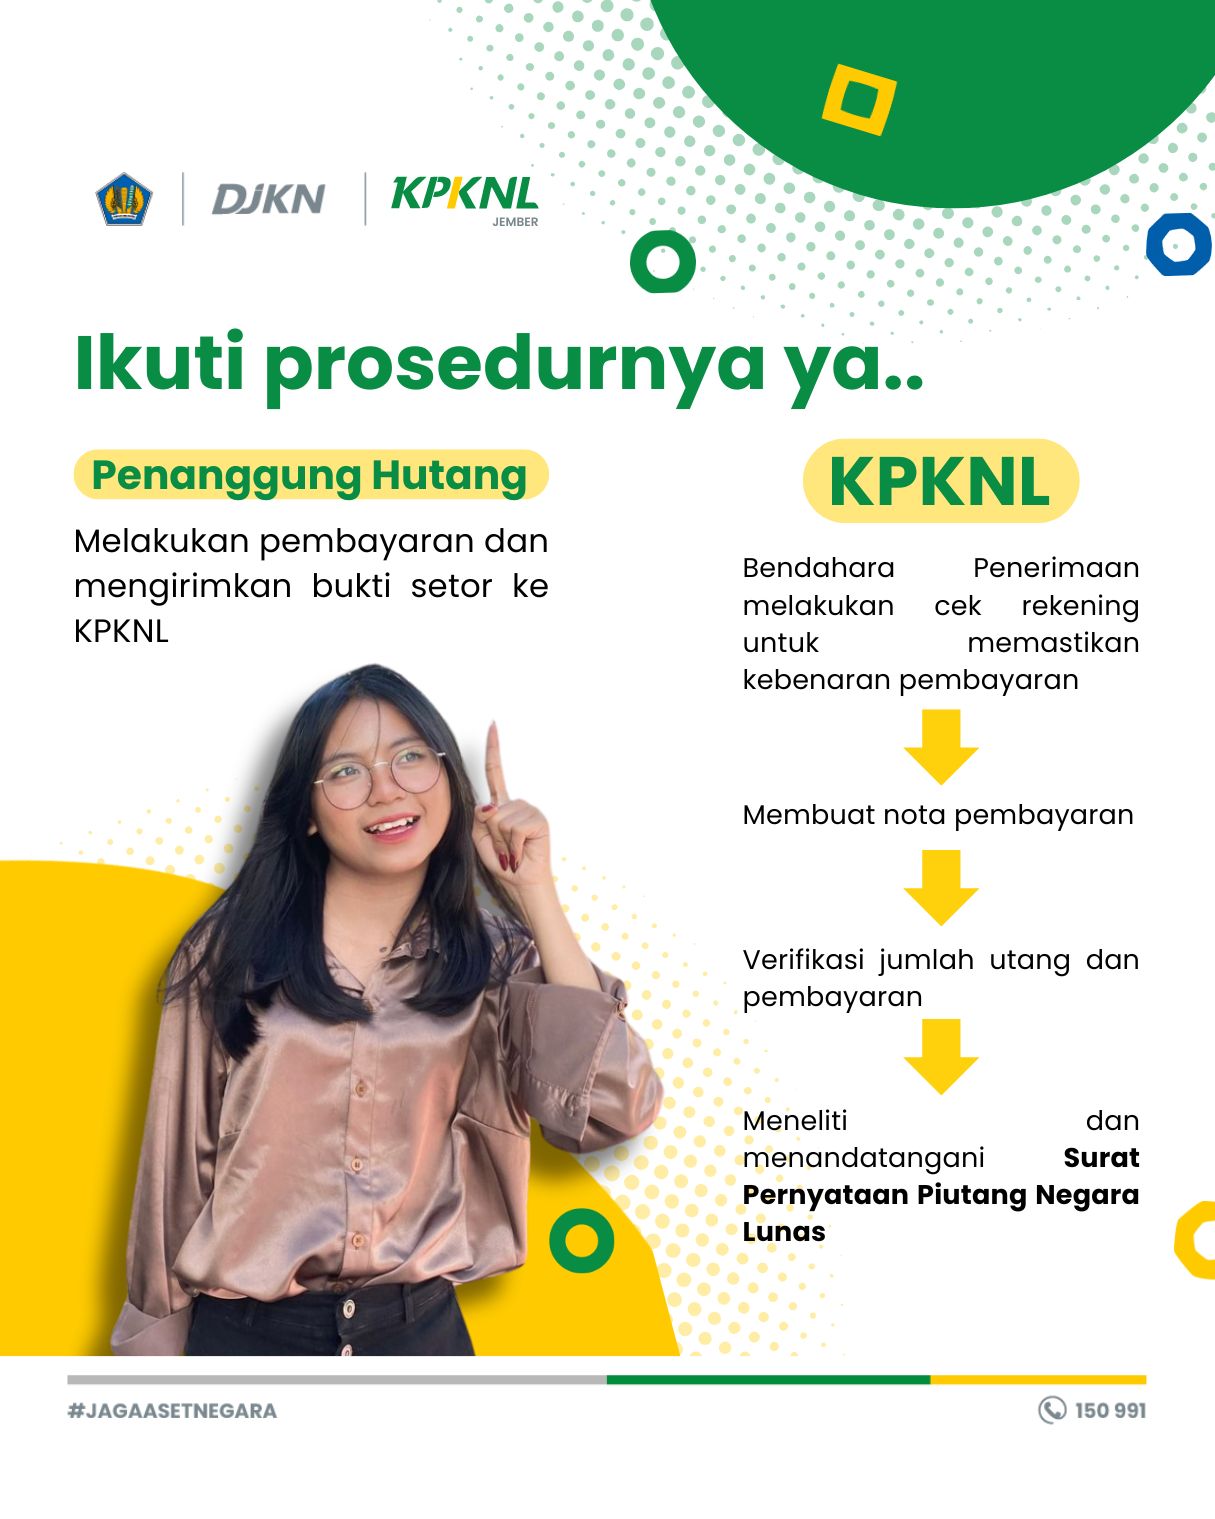 DJKN
KPKNL
JEMBER
Ikuti prosedurnya ya..
Penanggung Hutang
Melakukan pembayaran dan
mengirimkan bukti setor ke
KPKNL
KPKNL
Bendahara Penerimaan
melakukan cek rekening
untuk memastikan
kebenaran pembayaran
Membuat nota pembayaran
Verifikasi jumlah utang dan
pembayaran
Meneliti dan
menandatangani Surat
Pernyataan Piutang Negara
Lunas
#JAGAASETNEGARA
150 991